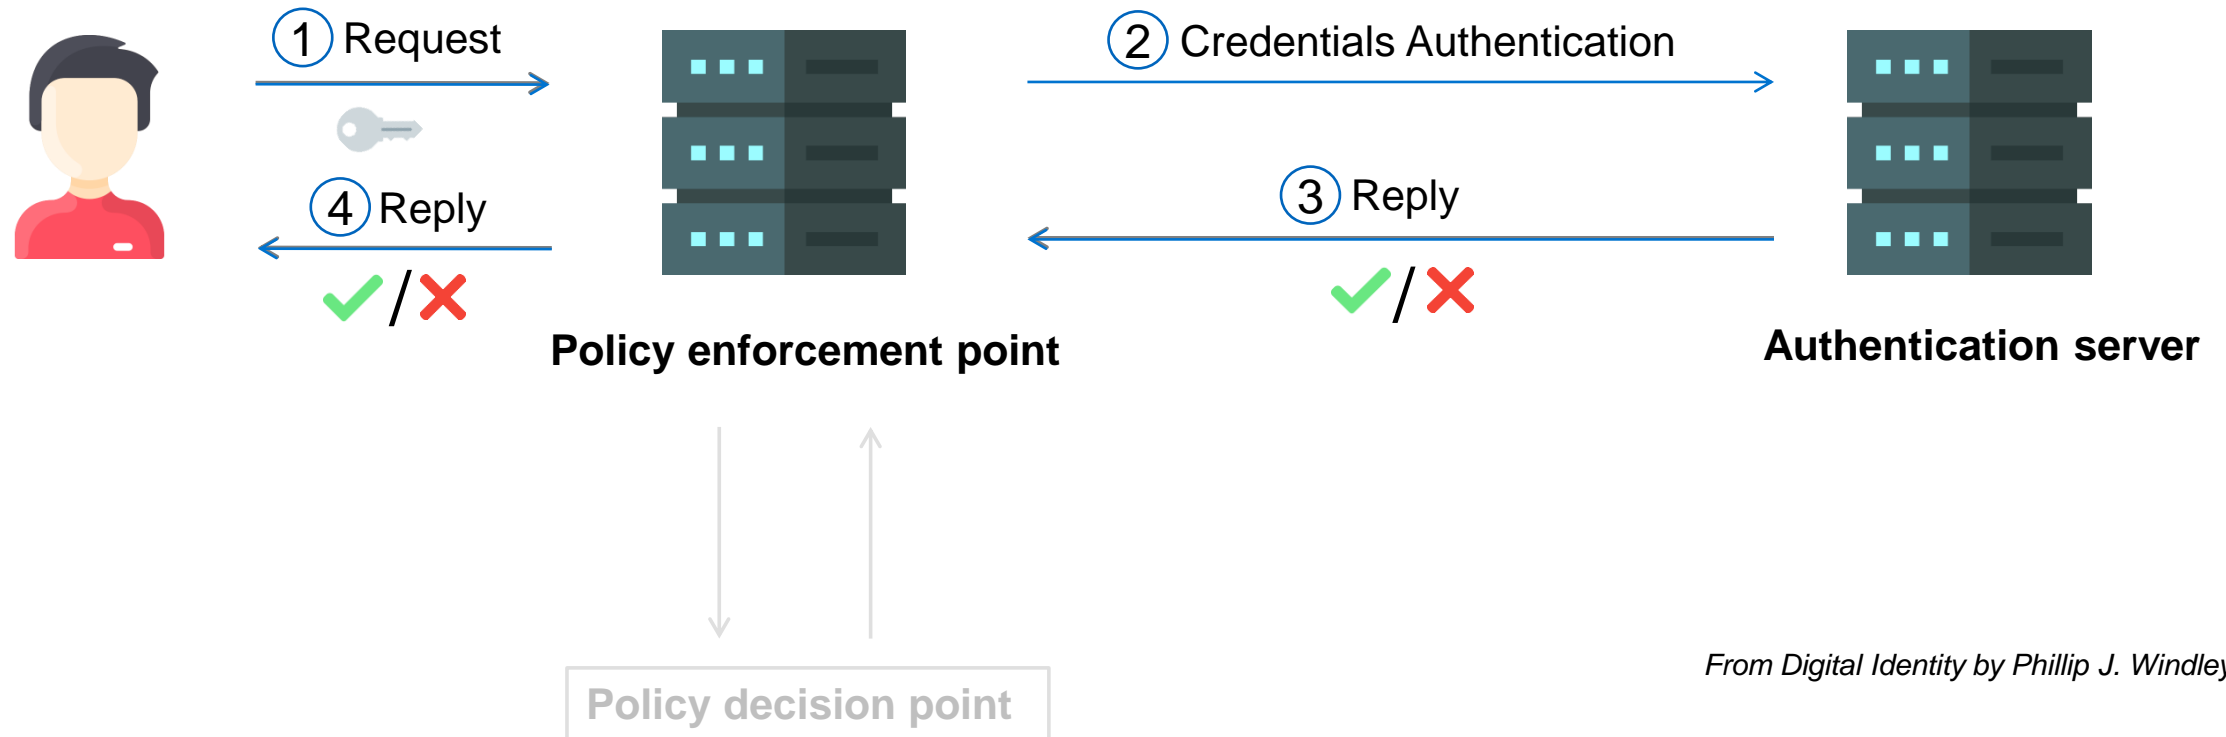 1 Request
2 Credentials Authentication
4 Reply
3 Reply
/
/
Policy enforcement point
Authentication server
From Digital Identity by Phillip J. Windley
Policy decision point